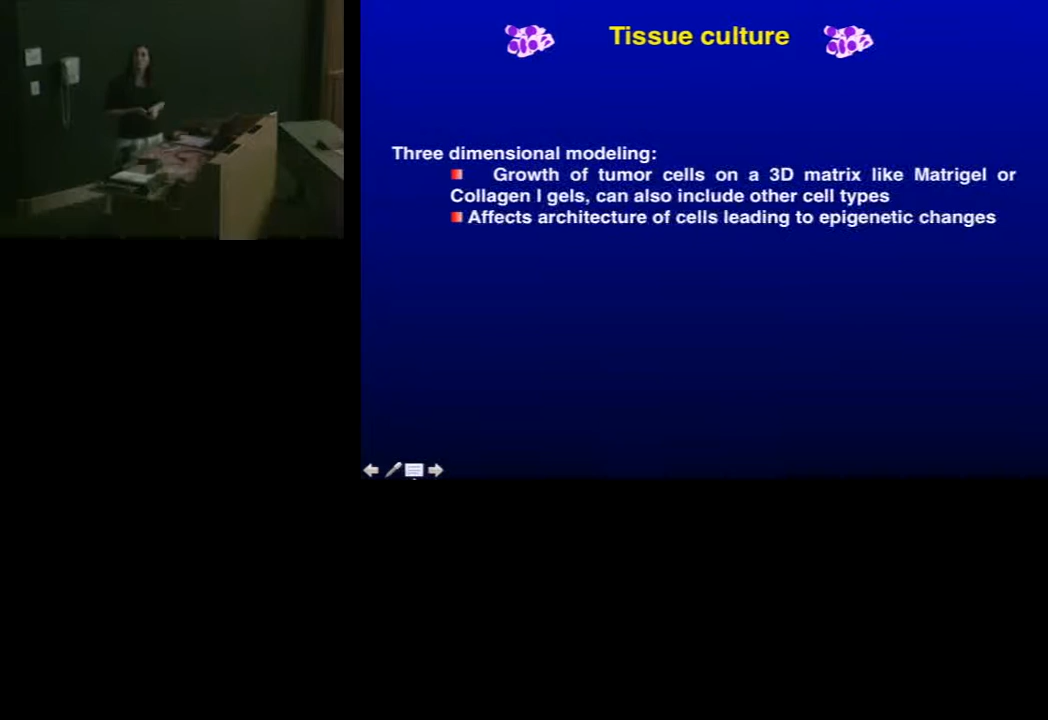 Tissue culture
Three dimensional modeling:
Growth of tumor cells on a 3D matrix like Matrigel or
Collagen I gels, can also include other cell types
Affects architecture of cells leading to epigenetic changes